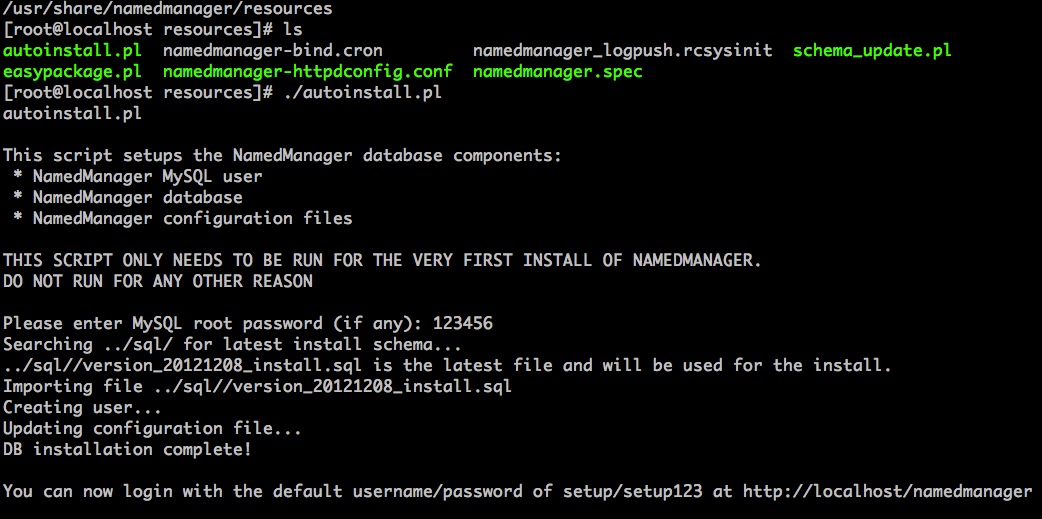 /usr/share/namedmanager/resources
[root@localhost resources]# ls
autoinstall.pl  namedmanager-bind.cron         namedmanager_logpush.rcsysinit  schema_update.pl
easypackage.pl  namedmanager-httpdconfig.conf  namedmanager.spec
[root@localhost resources]# ./autoinstall.pl
autoinstall.pl

This script setups the NamedManager database components:
 * NamedManager MySQL user
 * NamedManager database
 * NamedManager configuration files

THIS SCRIPT ONLY NEEDS TO BE RUN FOR THE VERY FIRST INSTALL OF NAMEDMANAGER.
DO NOT RUN FOR ANY OTHER REASON

Please enter MySQL root password (if any): 123456
Searching ../sql/ for latest install schema...
../sql//version_20121208_install.sql is the latest file and will be used for the install.
Importing file ../sql//version_20121208_install.sql
Creating user...
Updating configuration file...
DB installation complete!

You can now login with the default username/password of setup/setup123 at http://localhost/namedmanager